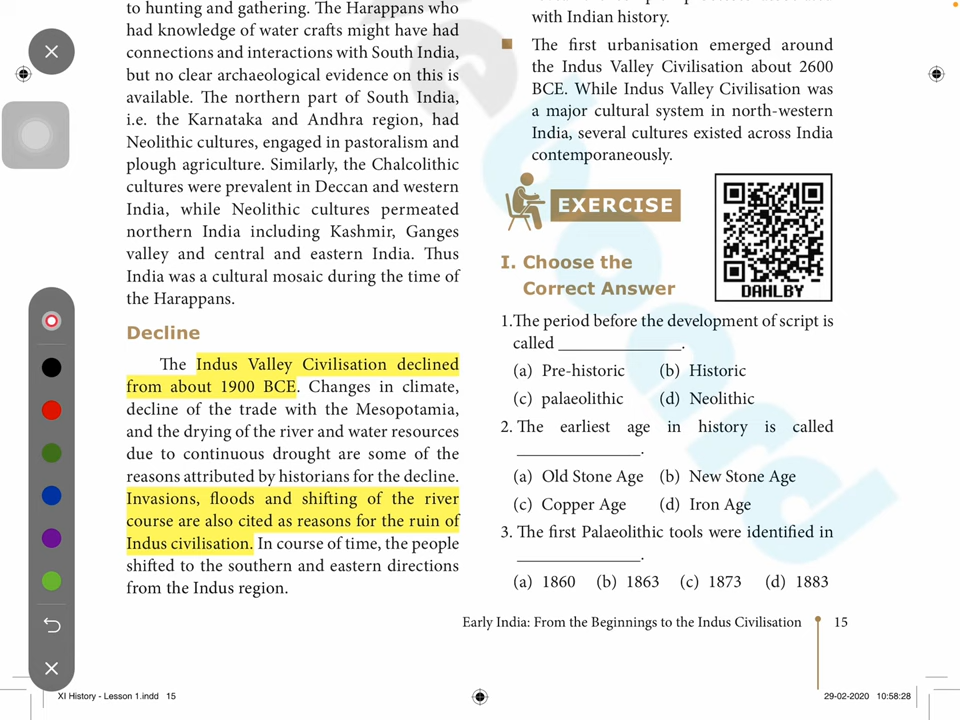 to hunting and gathering. The Harappans who
had knowledge of water crafts might have had
connections and interactions with South India,
but no clear archaeological evidence on this is
available. The northern part of South India,
i.e. the Karnataka and Andhra region, had
Neolithic cultures, engaged in pastoralism and
plough agriculture. Similarly, the Chalcolithic
cultures were prevalent in Deccan and western
India, while Neolithic cultures permeated
northern India including Kashmir, Ganges
valley and central and eastern India. Thus
India was a cultural mosaic during the time of
the Harappans.
Decline
The Indus Valley Civilisation declined
from about 1900 BCE. Changes in climate,
decline of the trade with the Mesopotamia,
and the drying of the river and water resources
due to continuous drought are some of the
reasons attributed by historians for the decline.
Invasions, floods and shifting of the river
course are also cited as reasons for the ruin of
Indus civilisation. In course of time, the people
shifted to the southern and eastern directions
from the Indus region.
with Indian history.
The first urbanisation emerged around
the Indus Valley Civilisation about 2600
BCE. While Indus Valley Civilisation was
a major cultural system in north-western
India, several cultures existed across India
contemporaneously.
EXERCISE
DAHLBY
I. Choose the
Correct Answer
1.The period before the development of script is
called ______________.
(a) Pre-historic (b) Historic
(c) palaeolithic (d) Neolithic
2. The earliest age in history is called
______________.
(a) Old Stone Age (b) New Stone Age
(c) Copper Age (d) Iron Age
3. The first Palaeolithic tools were identified in
______________.
(a) 1860 (b) 1863 (c) 1873 (d) 1883
Early India: From the Beginnings to the Indus Civilisation 15
XI History - Lesson 1.indd 15
29-02-2020 10:58:28